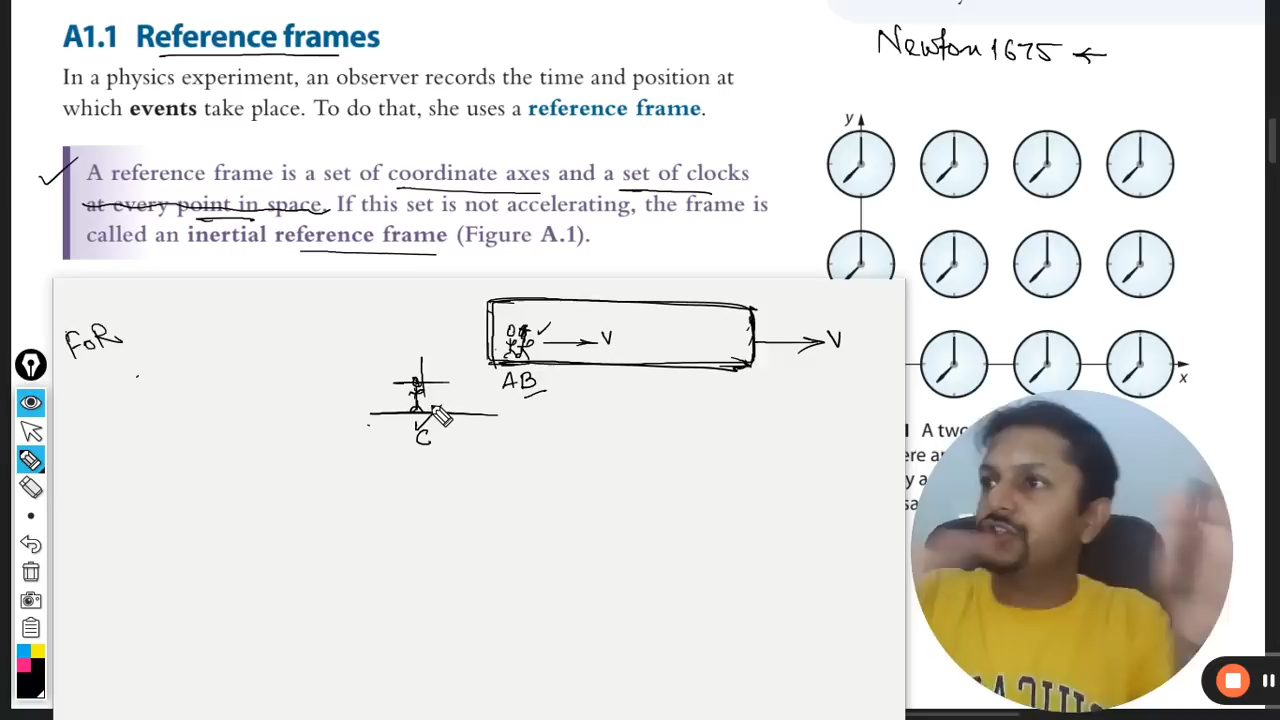 A1.1 Reference frames
Newton 1675 ←
In a physics experiment, an observer records the time and position at
which events take place. To do that, she uses a reference frame.
A reference frame is a set of coordinate axes and a set of clocks
at every point in space. If this set is not accelerating, the frame is
called an inertial reference frame (Figure A.1).
y
x
FoR
V
V
A B
C
A two
ere a
y a
sa